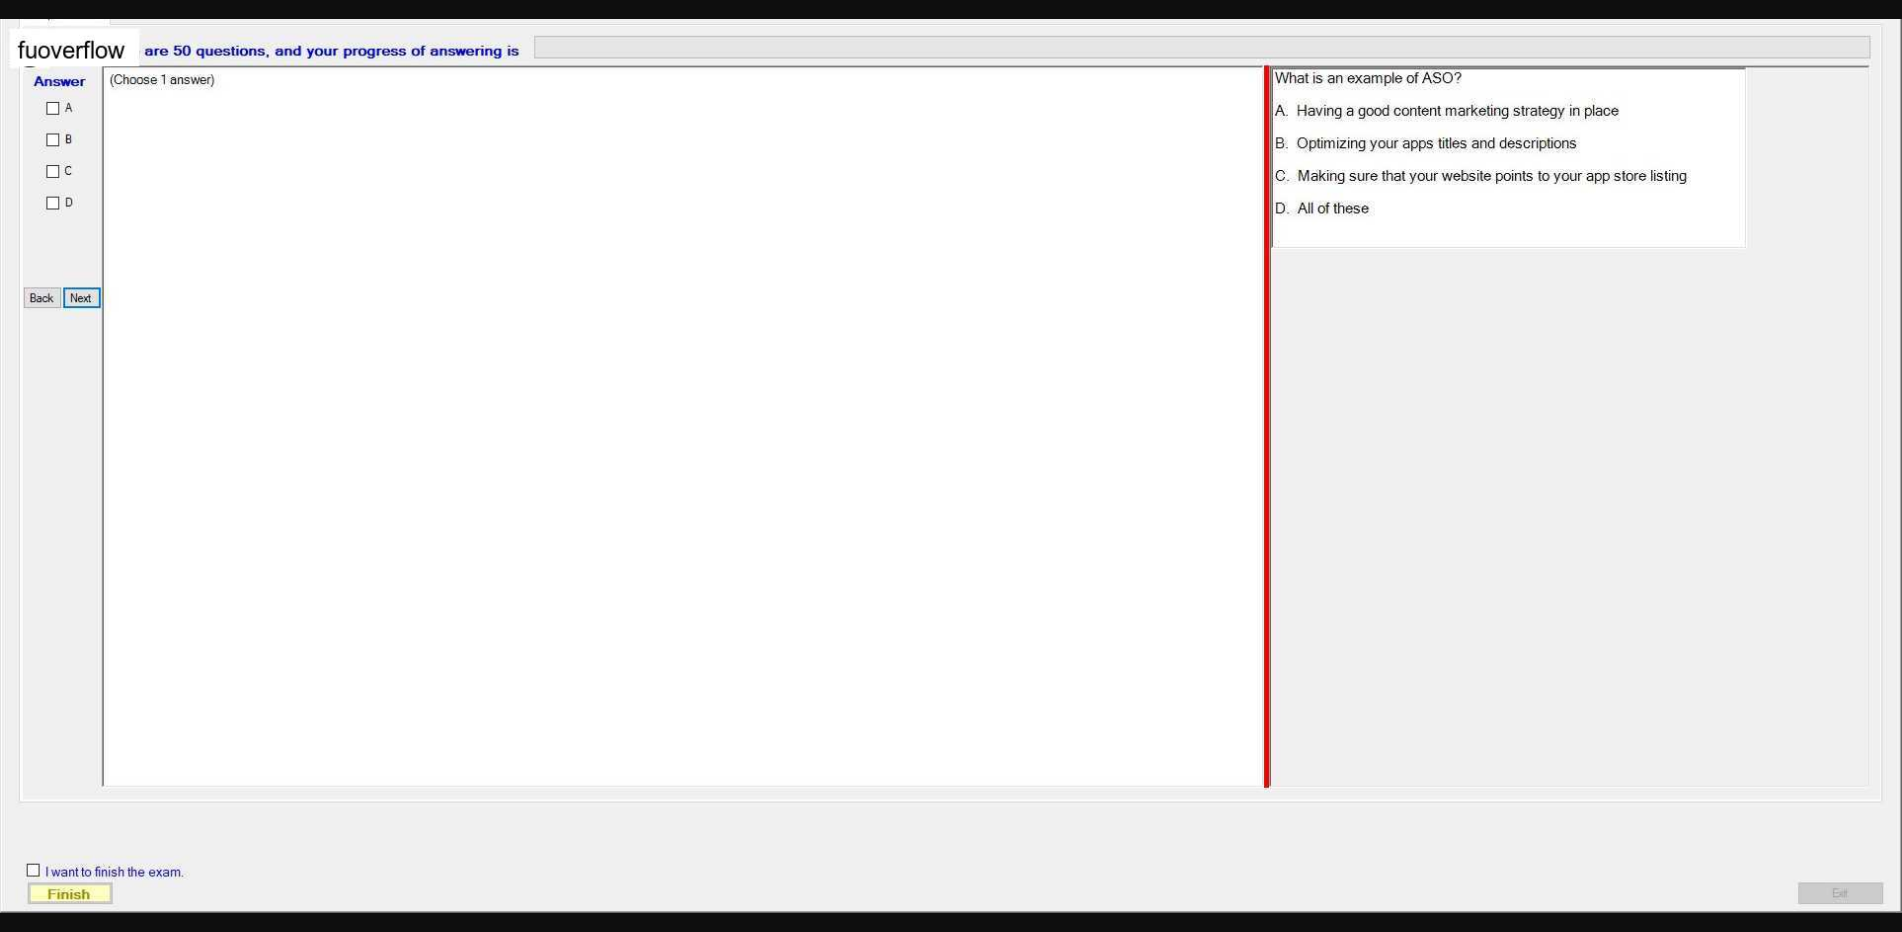 fuoverflow are 50 questions, and your progress of answering is
Answer
(Choose 1 answer)
A
B
C
D
Back Next
What is an example of ASO?
A. Having a good content marketing strategy in place
B. Optimizing your apps titles and descriptions
C. Making sure that your website points to your app store listing
D. All of these
I want to finish the exam.
Finish
Exit